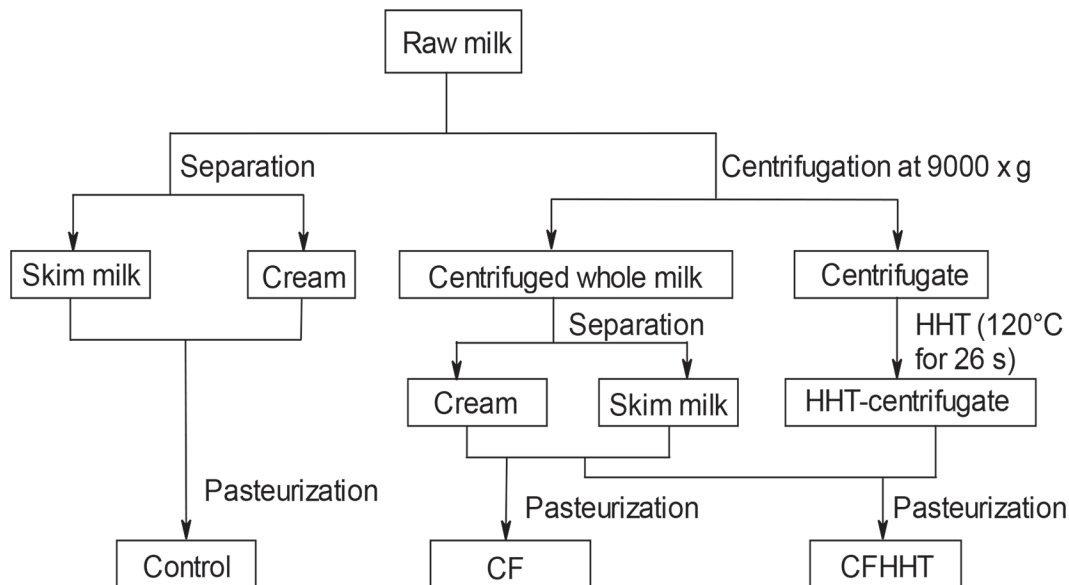 Raw milk
Separation
Centrifugation at 9000 x g
Skim milk
Cream
Centrifuged whole milk
Centrifugate
Separation
HHT (120°C
for 26 s)
Cream
Skim milk
HHT-centrifugate
Pasteurization
Pasteurization
Pasteurization
Control
CF
CFHHT